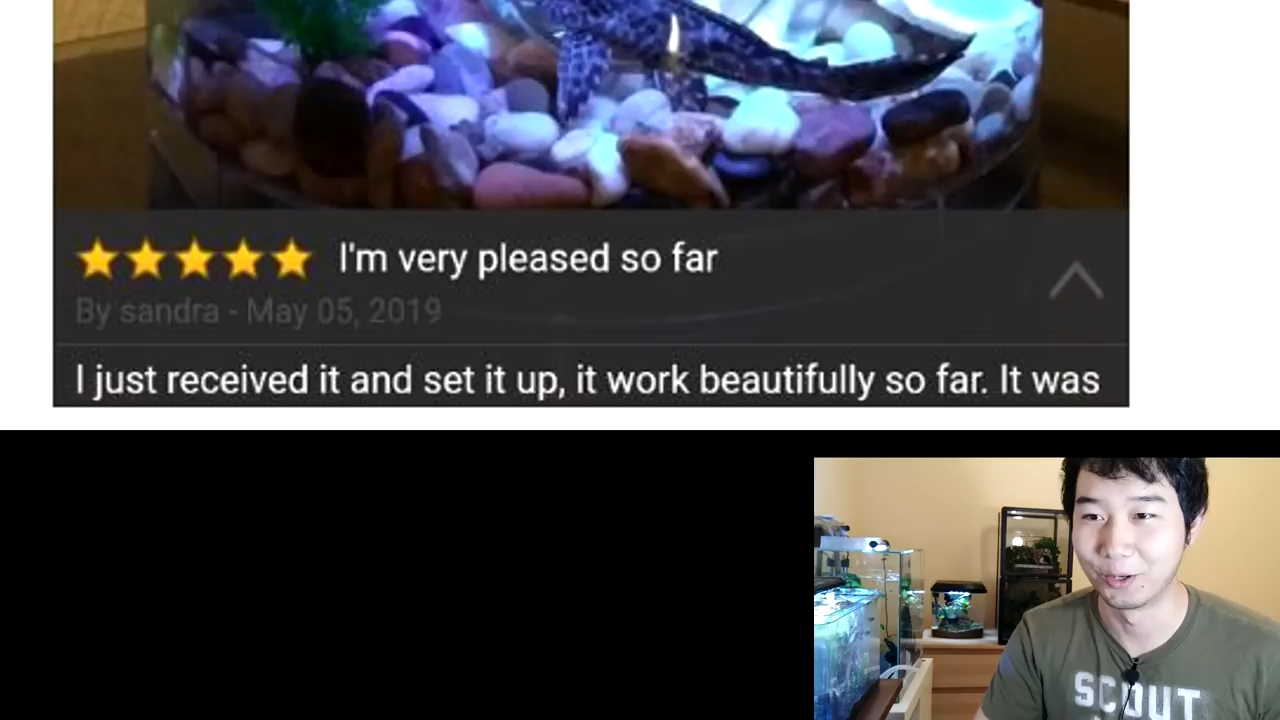 I'm very pleased so far
By sandra - May 05, 2019
I just received it and set it up, it work beautifully so far. It was
SCOUT